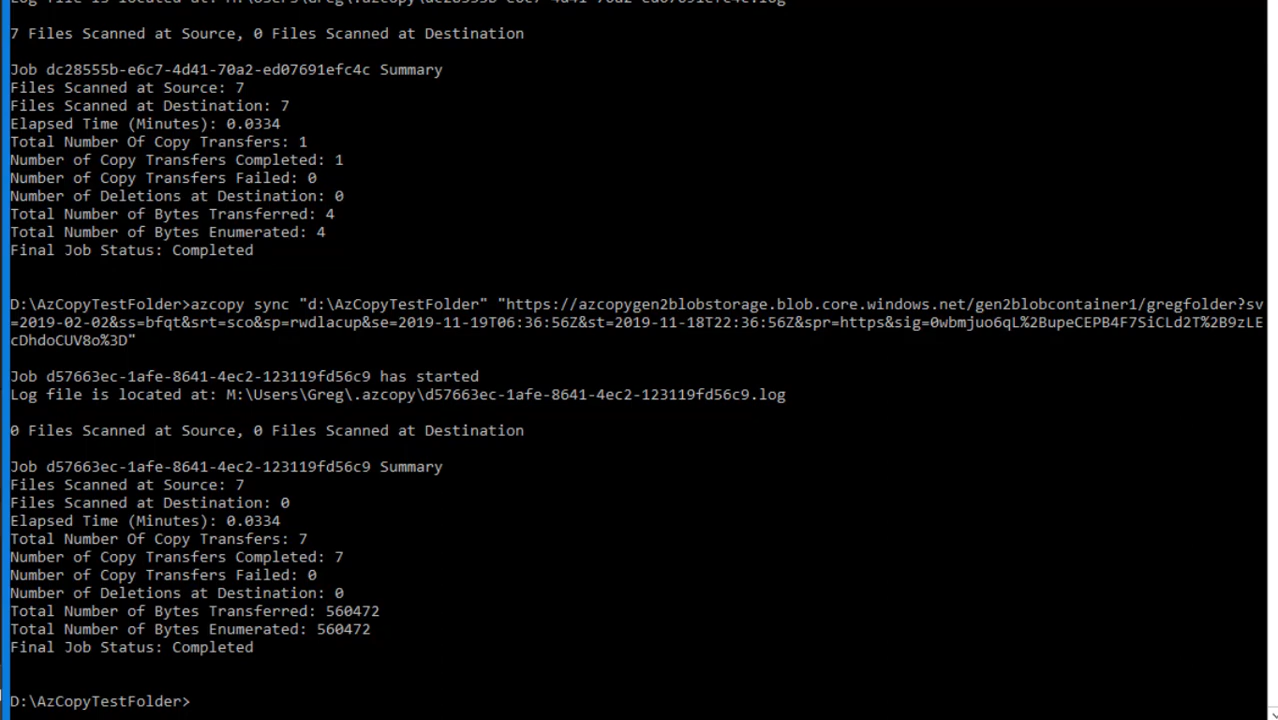 Log file is located at: M:\Users\Greg\.azcopy\dc28555b-e6c7-4d41-70a2-ed07691efc4c.log
7 Files Scanned at Source, 0 Files Scanned at Destination
Job dc28555b-e6c7-4d41-70a2-ed07691efc4c Summary
Files Scanned at Source: 7
Files Scanned at Destination: 7
Elapsed Time (Minutes): 0.0334
Total Number Of Copy Transfers: 1
Number of Copy Transfers Completed: 1
Number of Copy Transfers Failed: 0
Number of Deletions at Destination: 0
Total Number of Bytes Transferred: 4
Total Number of Bytes Enumerated: 4
Final Job Status: Completed
D:\AzCopyTestFolder>azcopy sync "d:\AzCopyTestFolder" "https://azcopygen2blobstorage.blob.core.windows.net/gen2blobcontainer1/gregfolder?sv
=2019-02-02&ss=bfqt&srt=sco&sp=rwdlacup&se=2019-11-19T06:36:56Z&st=2019-11-18T22:36:56Z&spr=https&sig=0wbmjuo6qL%2BupeCEPB4F7SiCLd2T%2B9zLE
cDhdoCUV8o%3D"
Job d57663ec-1afe-8641-4ec2-123119fd56c9 has started
Log file is located at: M:\Users\Greg\.azcopy\d57663ec-1afe-8641-4ec2-123119fd56c9.log
0 Files Scanned at Source, 0 Files Scanned at Destination
Job d57663ec-1afe-8641-4ec2-123119fd56c9 Summary
Files Scanned at Source: 7
Files Scanned at Destination: 0
Elapsed Time (Minutes): 0.0334
Total Number Of Copy Transfers: 7
Number of Copy Transfers Completed: 7
Number of Copy Transfers Failed: 0
Number of Deletions at Destination: 0
Total Number of Bytes Transferred: 560472
Total Number of Bytes Enumerated: 560472
Final Job Status: Completed
D:\AzCopyTestFolder>